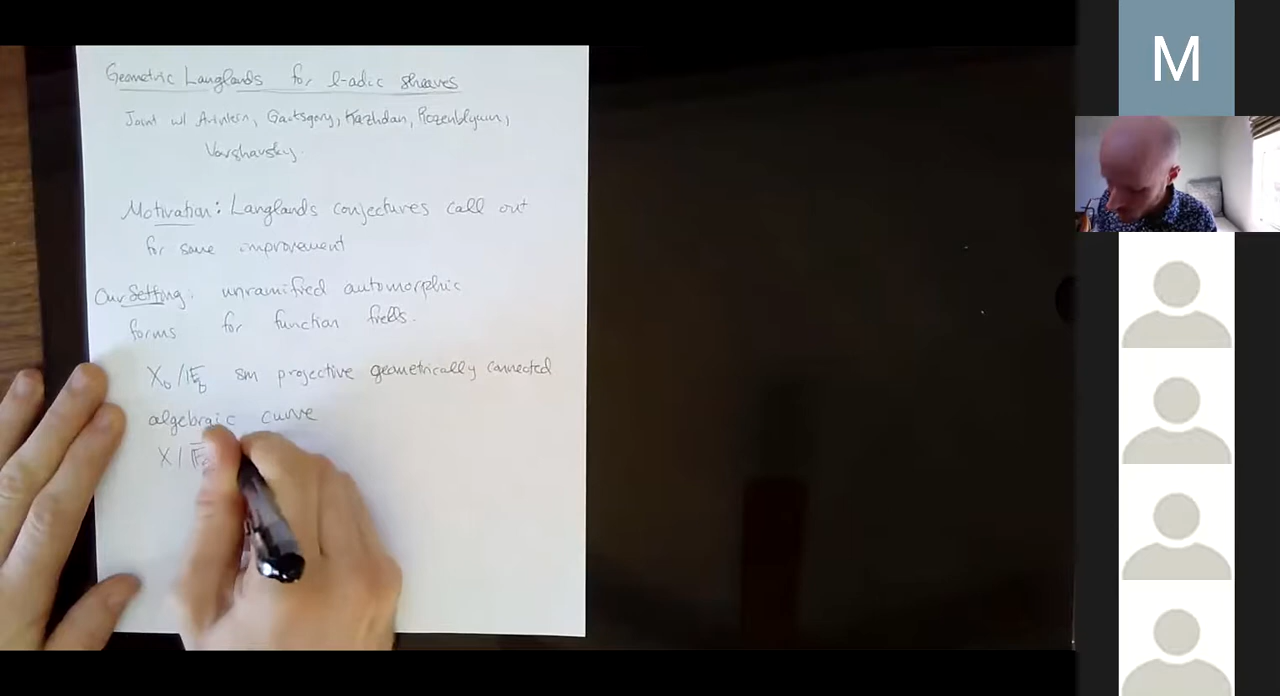 Geometric Langlands for l-adic sheaves
Joint w/ Arinkin, Gaitsgory, Kazhdan, Rozenblyum,
Varshavsky.
Motivation: Langlands conjectures call out
for some improvement
Our Setting: unramified automorphic
forms for function fields.
X₀/𝔽_q sm projective geometrically connected
algebraic curve
X/𝔽
M